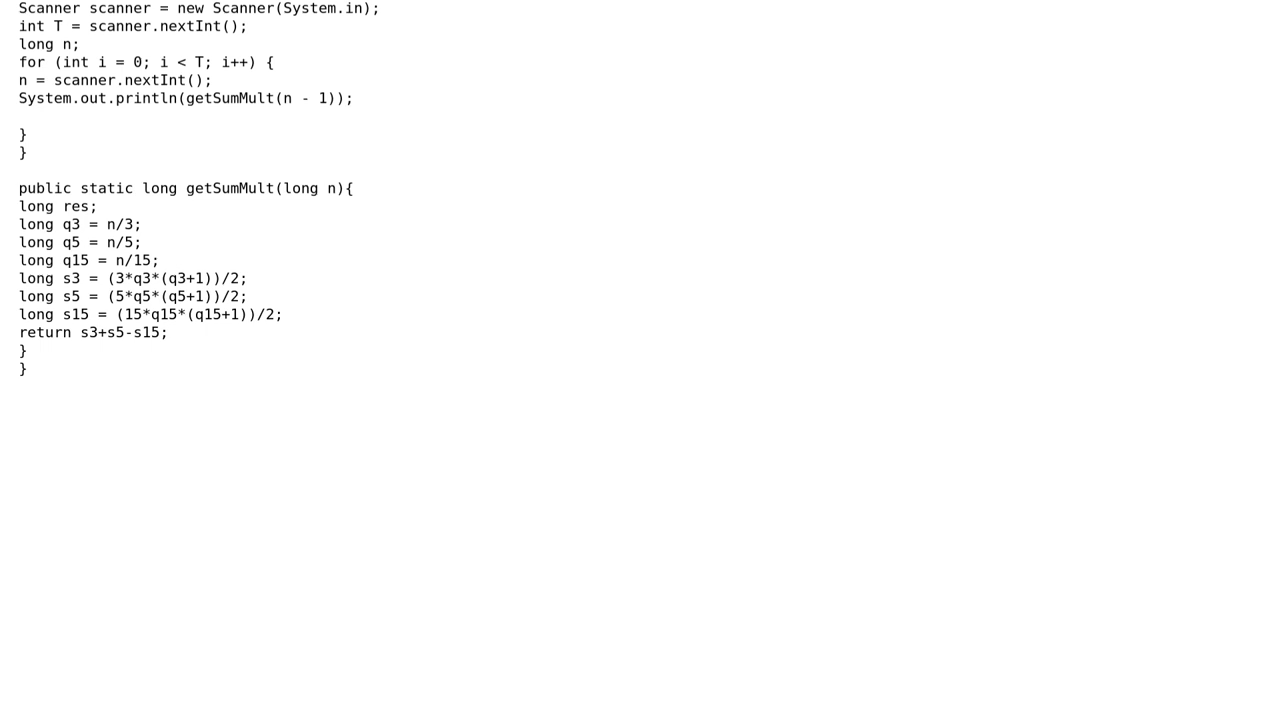 Scanner scanner = new Scanner(System.in);
int T = scanner.nextInt();
long n;
for (int i = 0; i < T; i++) {
n = scanner.nextInt();
System.out.println(getSumMult(n - 1));
}
}
public static long getSumMult(long n){
long res;
long q3 = n/3;
long q5 = n/5;
long q15 = n/15;
long s3 = (3*q3*(q3+1))/2;
long s5 = (5*q5*(q5+1))/2;
long s15 = (15*q15*(q15+1))/2;
return s3+s5-s15;
}
}